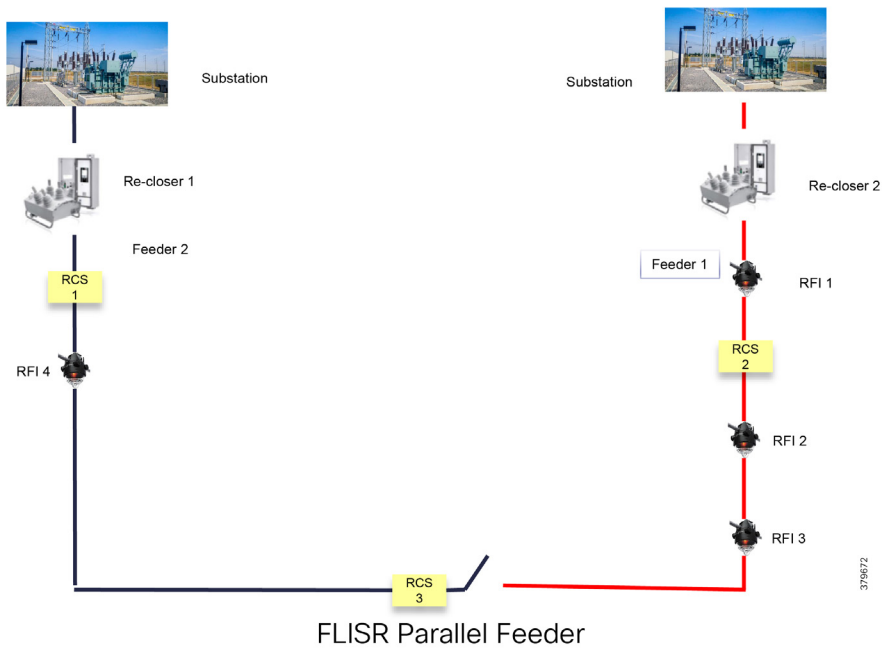 Substation
Substation
Re-closer 1
Re-closer 2
Feeder 2
Feeder 1
RFI 1
RCS
1
RCS
2
RFI 4
RFI 2
RFI 3
RCS
3
379672
FLISR Parallel Feeder